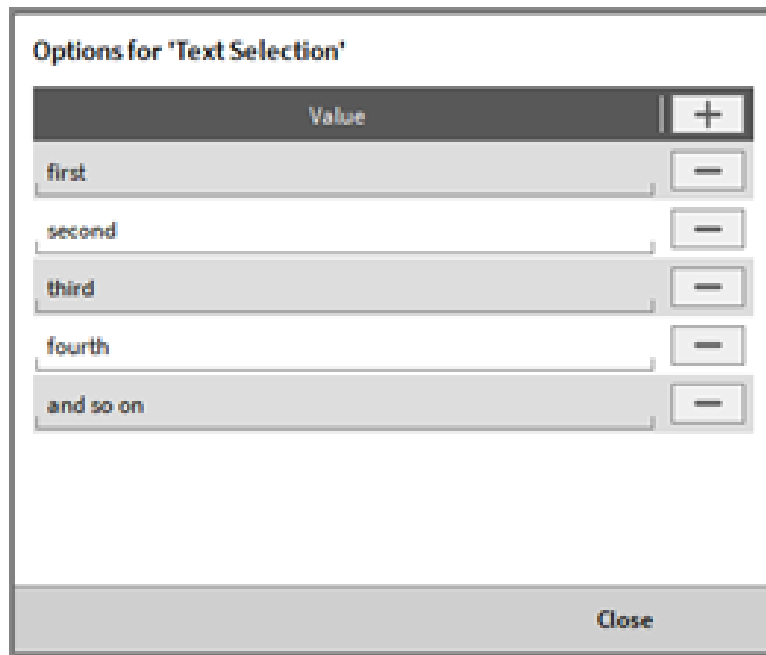 Options for 'Text Selection'
Value
first
second
third
fourth
and so on
Close